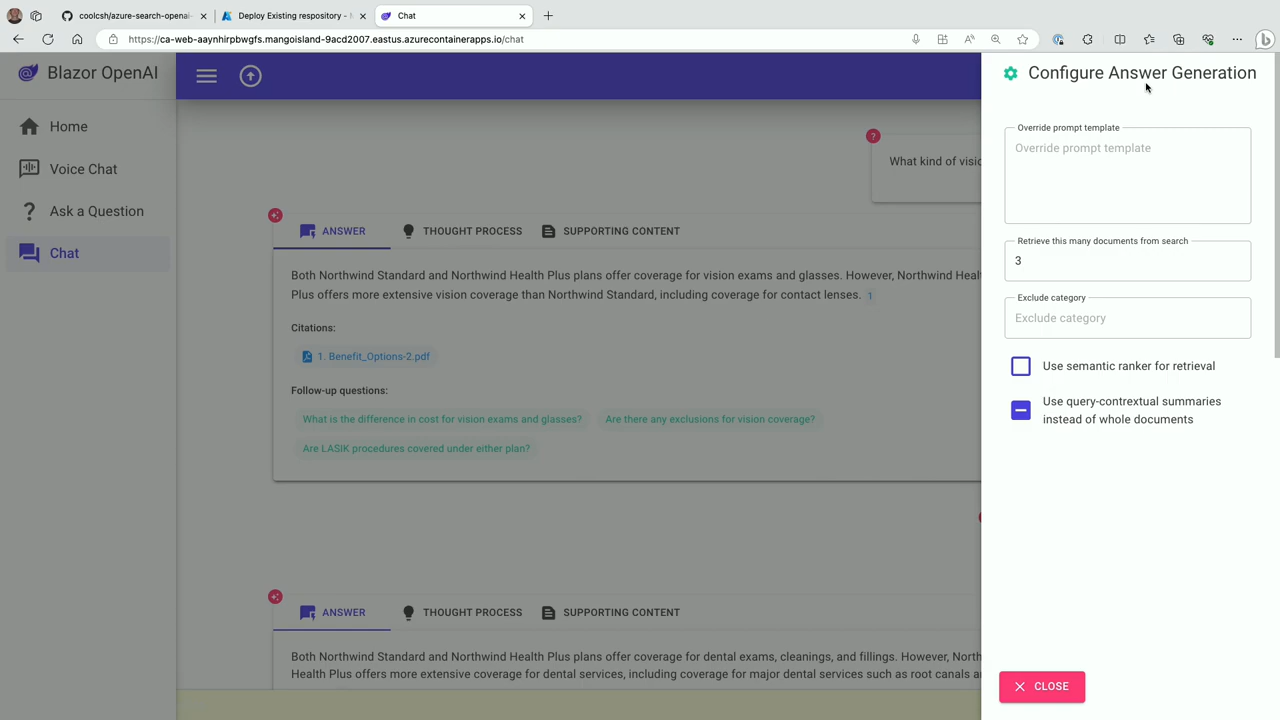 coolcsh/azure-search-openai-
Deploy Existing respository - M
Chat
https://ca-web-aaynhirpbwgfs.mangoisland-9acd2007.eastus.azurecontainerapps.io/chat
Blazor OpenAI
Home
Voice Chat
Ask a Question
Chat
What kind of visio
ANSWER
THOUGHT PROCESS
SUPPORTING CONTENT
Both Northwind Standard and Northwind Health Plus plans offer coverage for vision exams and glasses. However, Northwind Healt
Plus offers more extensive vision coverage than Northwind Standard, including coverage for contact lenses. 1
Citations:
1. Benefit_Options-2.pdf
Follow-up questions:
What is the difference in cost for vision exams and glasses?
Are there any exclusions for vision coverage?
Are LASIK procedures covered under either plan?
ANSWER
THOUGHT PROCESS
SUPPORTING CONTENT
Both Northwind Standard and Northwind Health Plus plans offer coverage for dental exams, cleanings, and fillings. However, North
Health Plus offers more extensive coverage for dental services, including coverage for major dental services such as root canals a
Configure Answer Generation
Override prompt template
Override prompt template
Retrieve this many documents from search
3
Exclude category
Exclude category
Use semantic ranker for retrieval
Use query-contrextual summaries
instead of whole documents
CLOSE